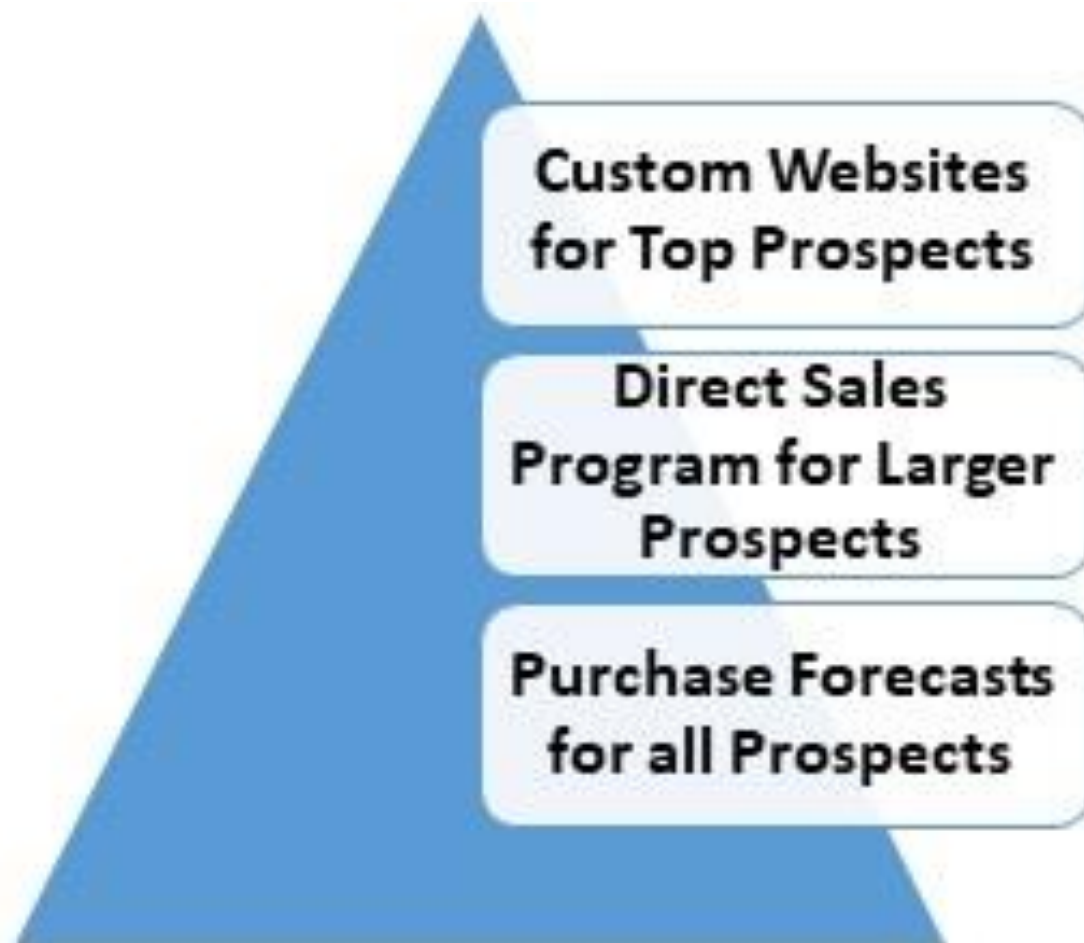 Custom Websites
for Top Prospects
Direct Sales
Program for Larger
Prospects
Purchase Forecasts
for all Prospects